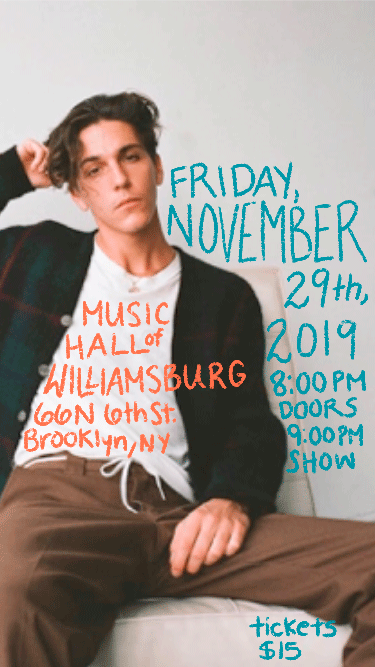 FRIDAY,
NOVEMBER
29th,
2019
8:00PM
DOORS
9:00PM
SHOW
MUSIC
HALL of
WILLIAMSBURG
66N 6th St.
Brooklyn, NY
tickets
$15